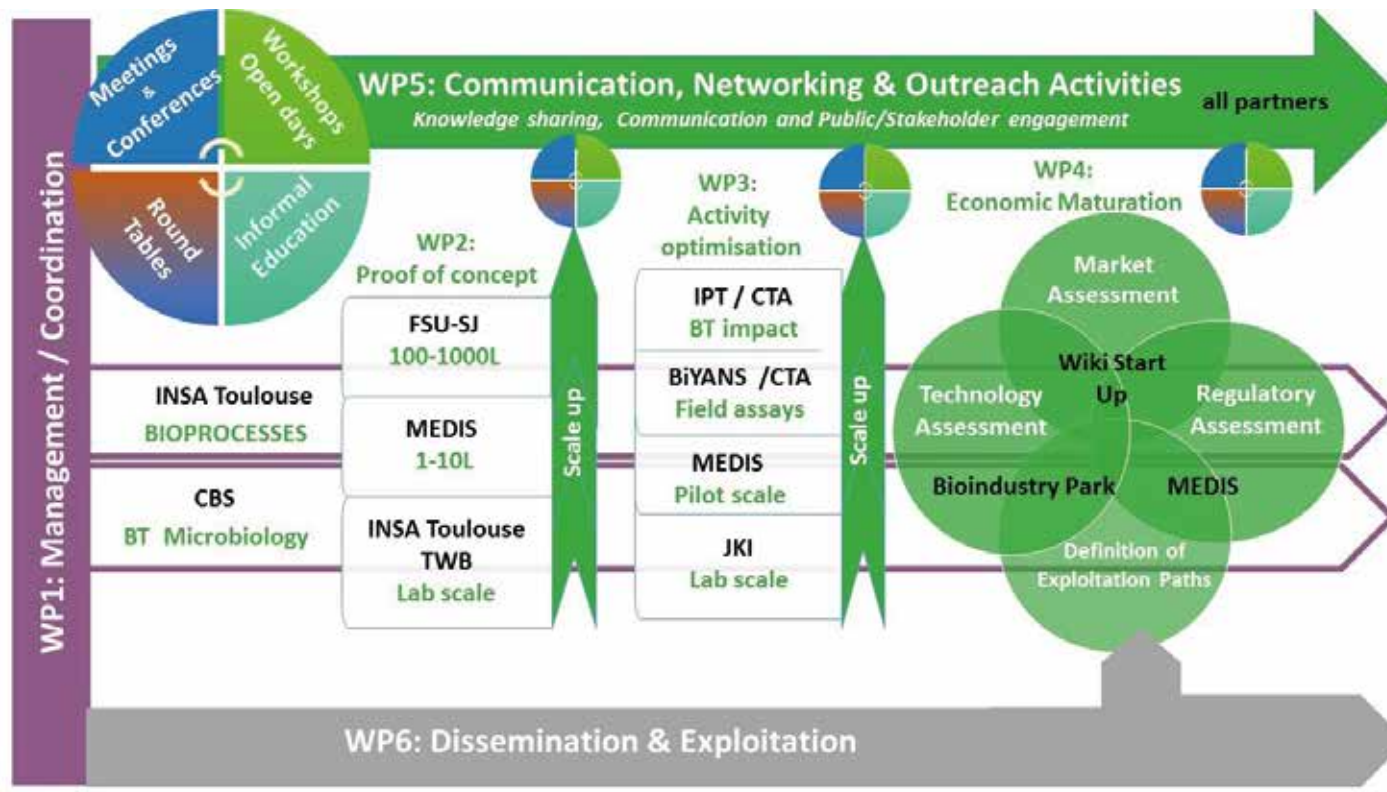 WP1: Management / Coordination
Meetings
&
Conferences
Workshops
Open days
Round
Tables
Informal
Education
WP5: Communication, Networking & Outreach Activities
Knowledge sharing, Communication and Public/Stakeholder engagement
all partners
INSA Toulouse
BIOPROCESSES
CBS
BT Microbiology
WP2:
Proof of concept
FSU-SJ
100-1000L
MEDIS
1-10L
INSA Toulouse
TWB
Lab scale
Scale up
WP3:
Activity
optimisation
IPT / CTA
BT impact
BiYANS /CTA
Field assays
MEDIS
Pilot scale
JKI
Lab scale
Scale up
WP4:
Economic Maturation
Market
Assessment
Wiki Start
Up
Technology
Assessment
Regulatory
Assessment
Bioindustry Park
MEDIS
Definition of
Exploitation Paths
WP6: Dissemination & Exploitation